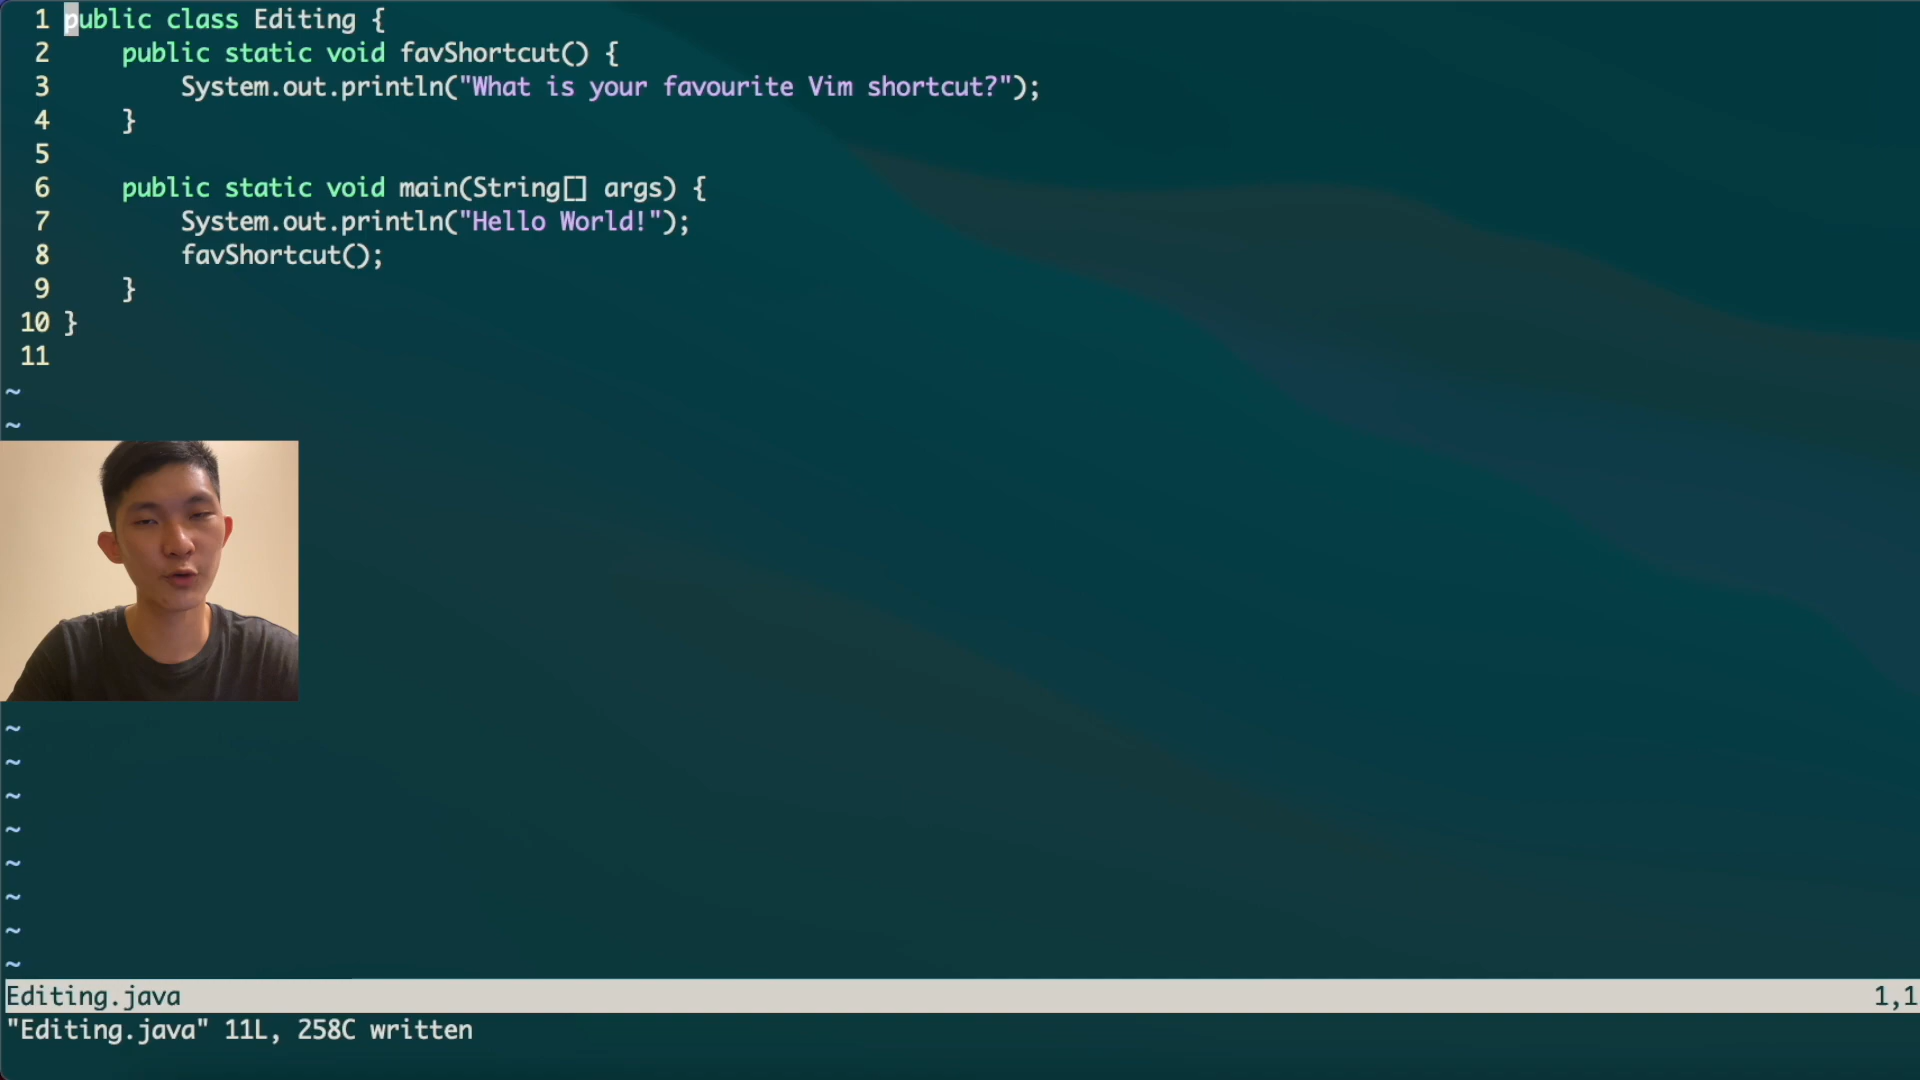 1 public class Editing {
2     public static void favShortcut() {
3         System.out.println("What is your favourite Vim shortcut?");
4     }
5
6     public static void main(String[] args) {
7         System.out.println("Hello World!");
8         favShortcut();
9     }
10 }
11
~
~
~
~
~
~
~
~
~
~
Editing.java 1,1
"Editing.java" 11L, 258C written